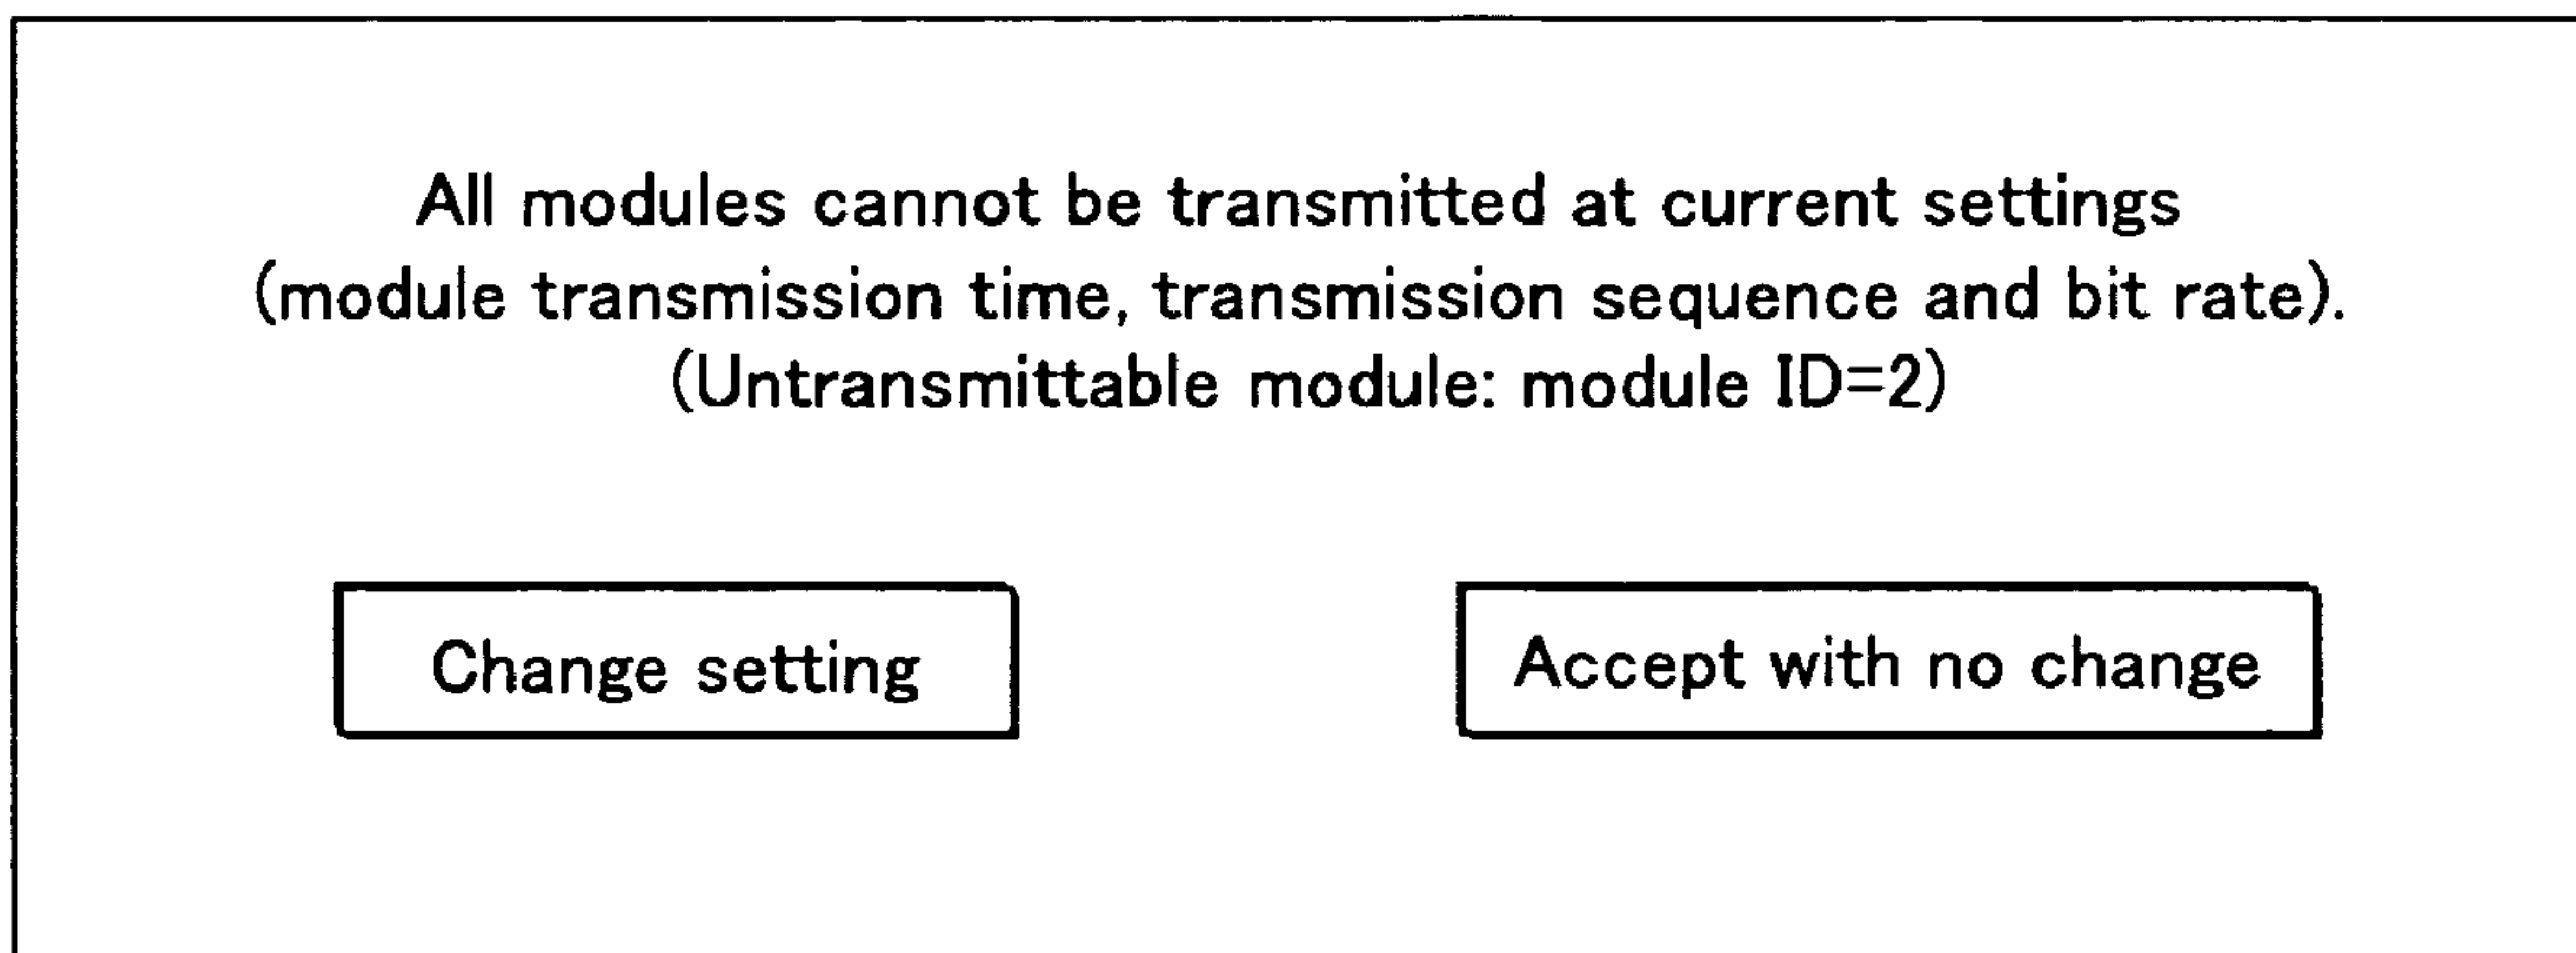 All modules cannot be transmitted at current settings
(module transmission time, transmission sequence and bit rate).
(Untransmittable module: module ID=2)
Change setting
Accept with no change